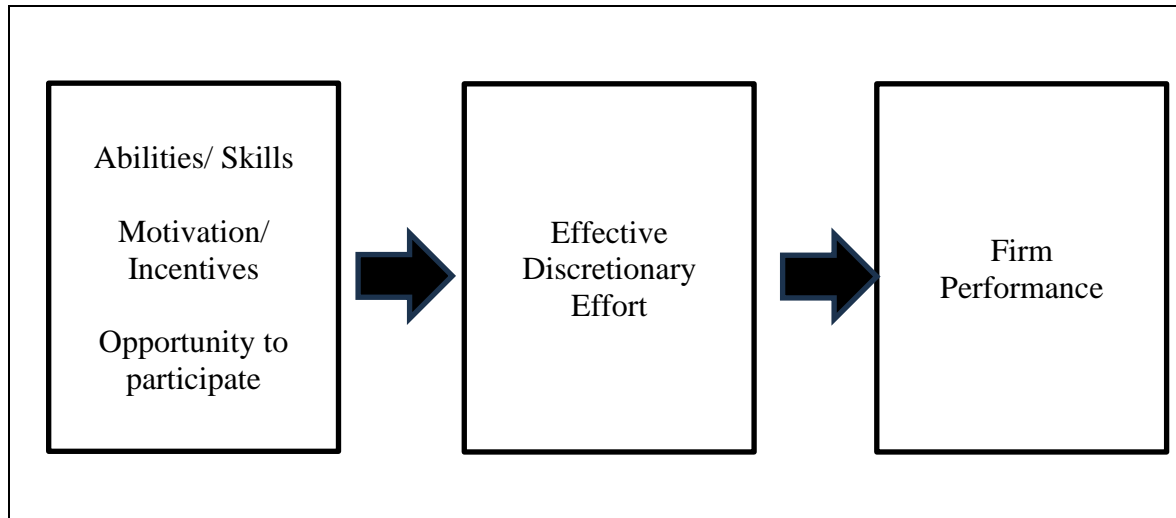 Abilities/ Skills
Motivation/
Incentives
Opportunity to
participate
Effective
Discretionary
Effort
Firm
Performance